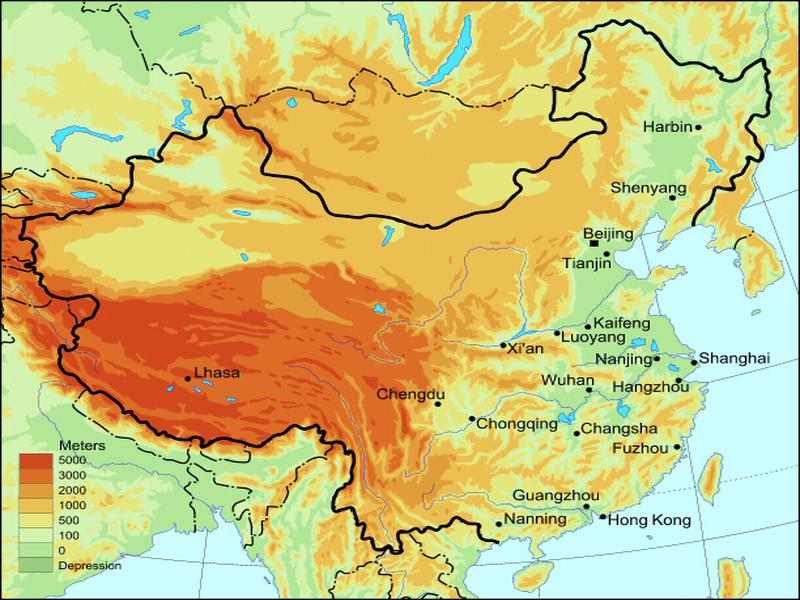 Harbin
Shenyang
Beijing
Tianjin
Kaifeng
Luoyang
Xi'an
Nanjing
Shanghai
Lhasa
Wuhan
Hangzhou
Chengdu
Chongqing
Changsha
Fuzhou
Meters
5000
3000
2000
1000
500
100
0
Depression
Guangzhou
Nanning
Hong Kong